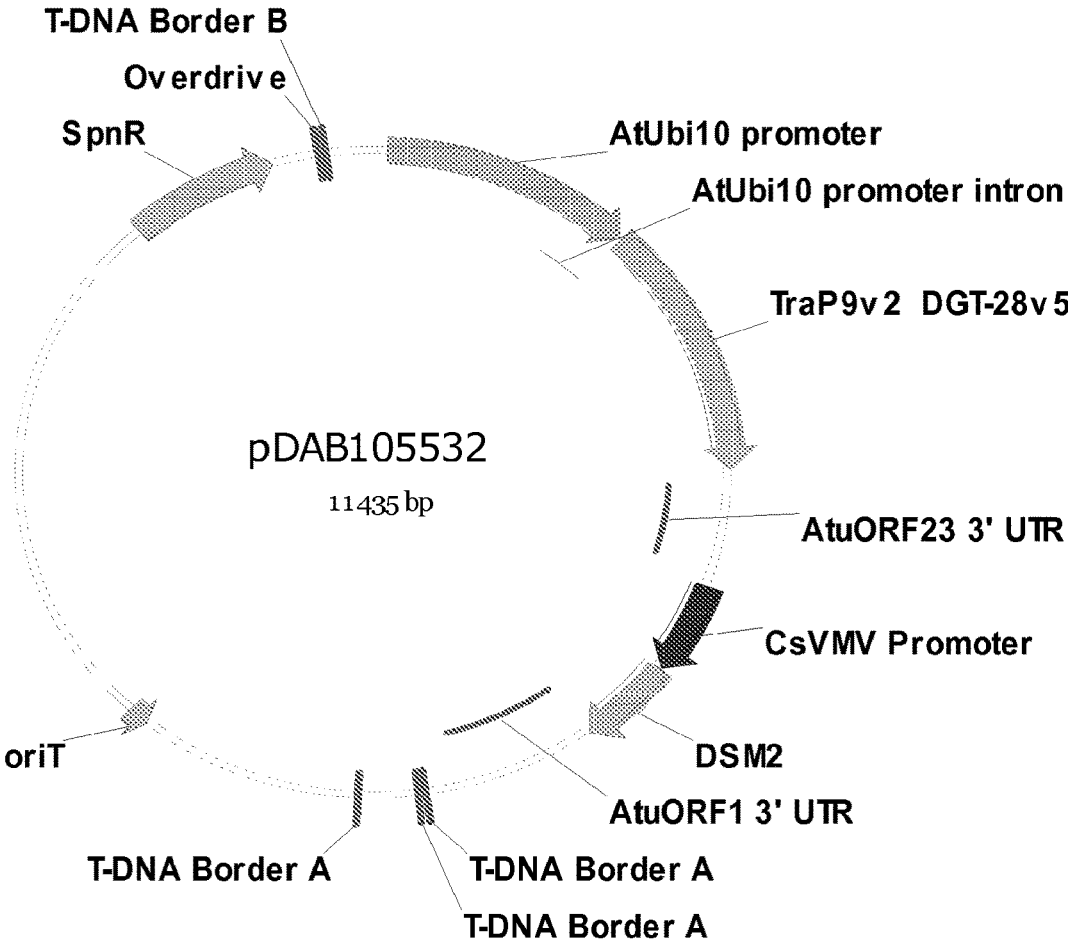 T-DNA Border B
Overdrive
SpnR
AtUbi10 promoter
AtUbi10 promoter intron
TraP9v2 DGT-28v5
pDAB105532
11435 bp
AtuORF23 3' UTR
CsVMV Promoter
oriT
DSM2
AtuORF1 3' UTR
T-DNA Border A
T-DNA Border A
T-DNA Border A